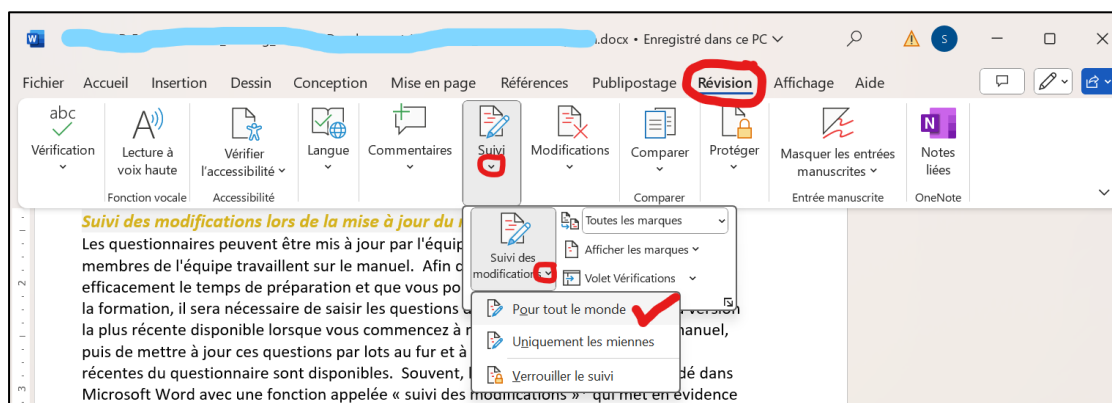 .docx • Enregistré dans ce PC
S
Fichier Accueil Insertion Dessin Conception Mise en page Références Publipostage Révision Affichage Aide
abc
Vérification
Lecture à voix haute
Vérifier l'accessibilité
Langue
Commentaires
Suivi
Modifications
Comparer
Protéger
Masquer les entrées manuscrites
N
Notes liées
Fonction vocale Accessibilité Comparer Entrée manuscrite OneNote
Suivi des modifications lors de la mise à jour du
Les questionnaires peuvent être mis à jour par l'équip
membres de l'équipe travaillent sur le manuel. Afin
efficacement le temps de préparation et que vous po
la formation, il sera nécessaire de saisir les questions version
la plus récente disponible lorsque vous commencez à manuel,
puis de mettre à jour ces questions par lots au fur et à
récentes du questionnaire sont disponibles. Souvent, dé dans
Microsoft Word avec une fonction appelée « suivi des modifications » qui met en évidence
Suivi des modifications
Toutes les marques
Afficher les marques
Volet Vérifications
Pour tout le monde
Uniquement les miennes
Verrouiller le suivi
2
3